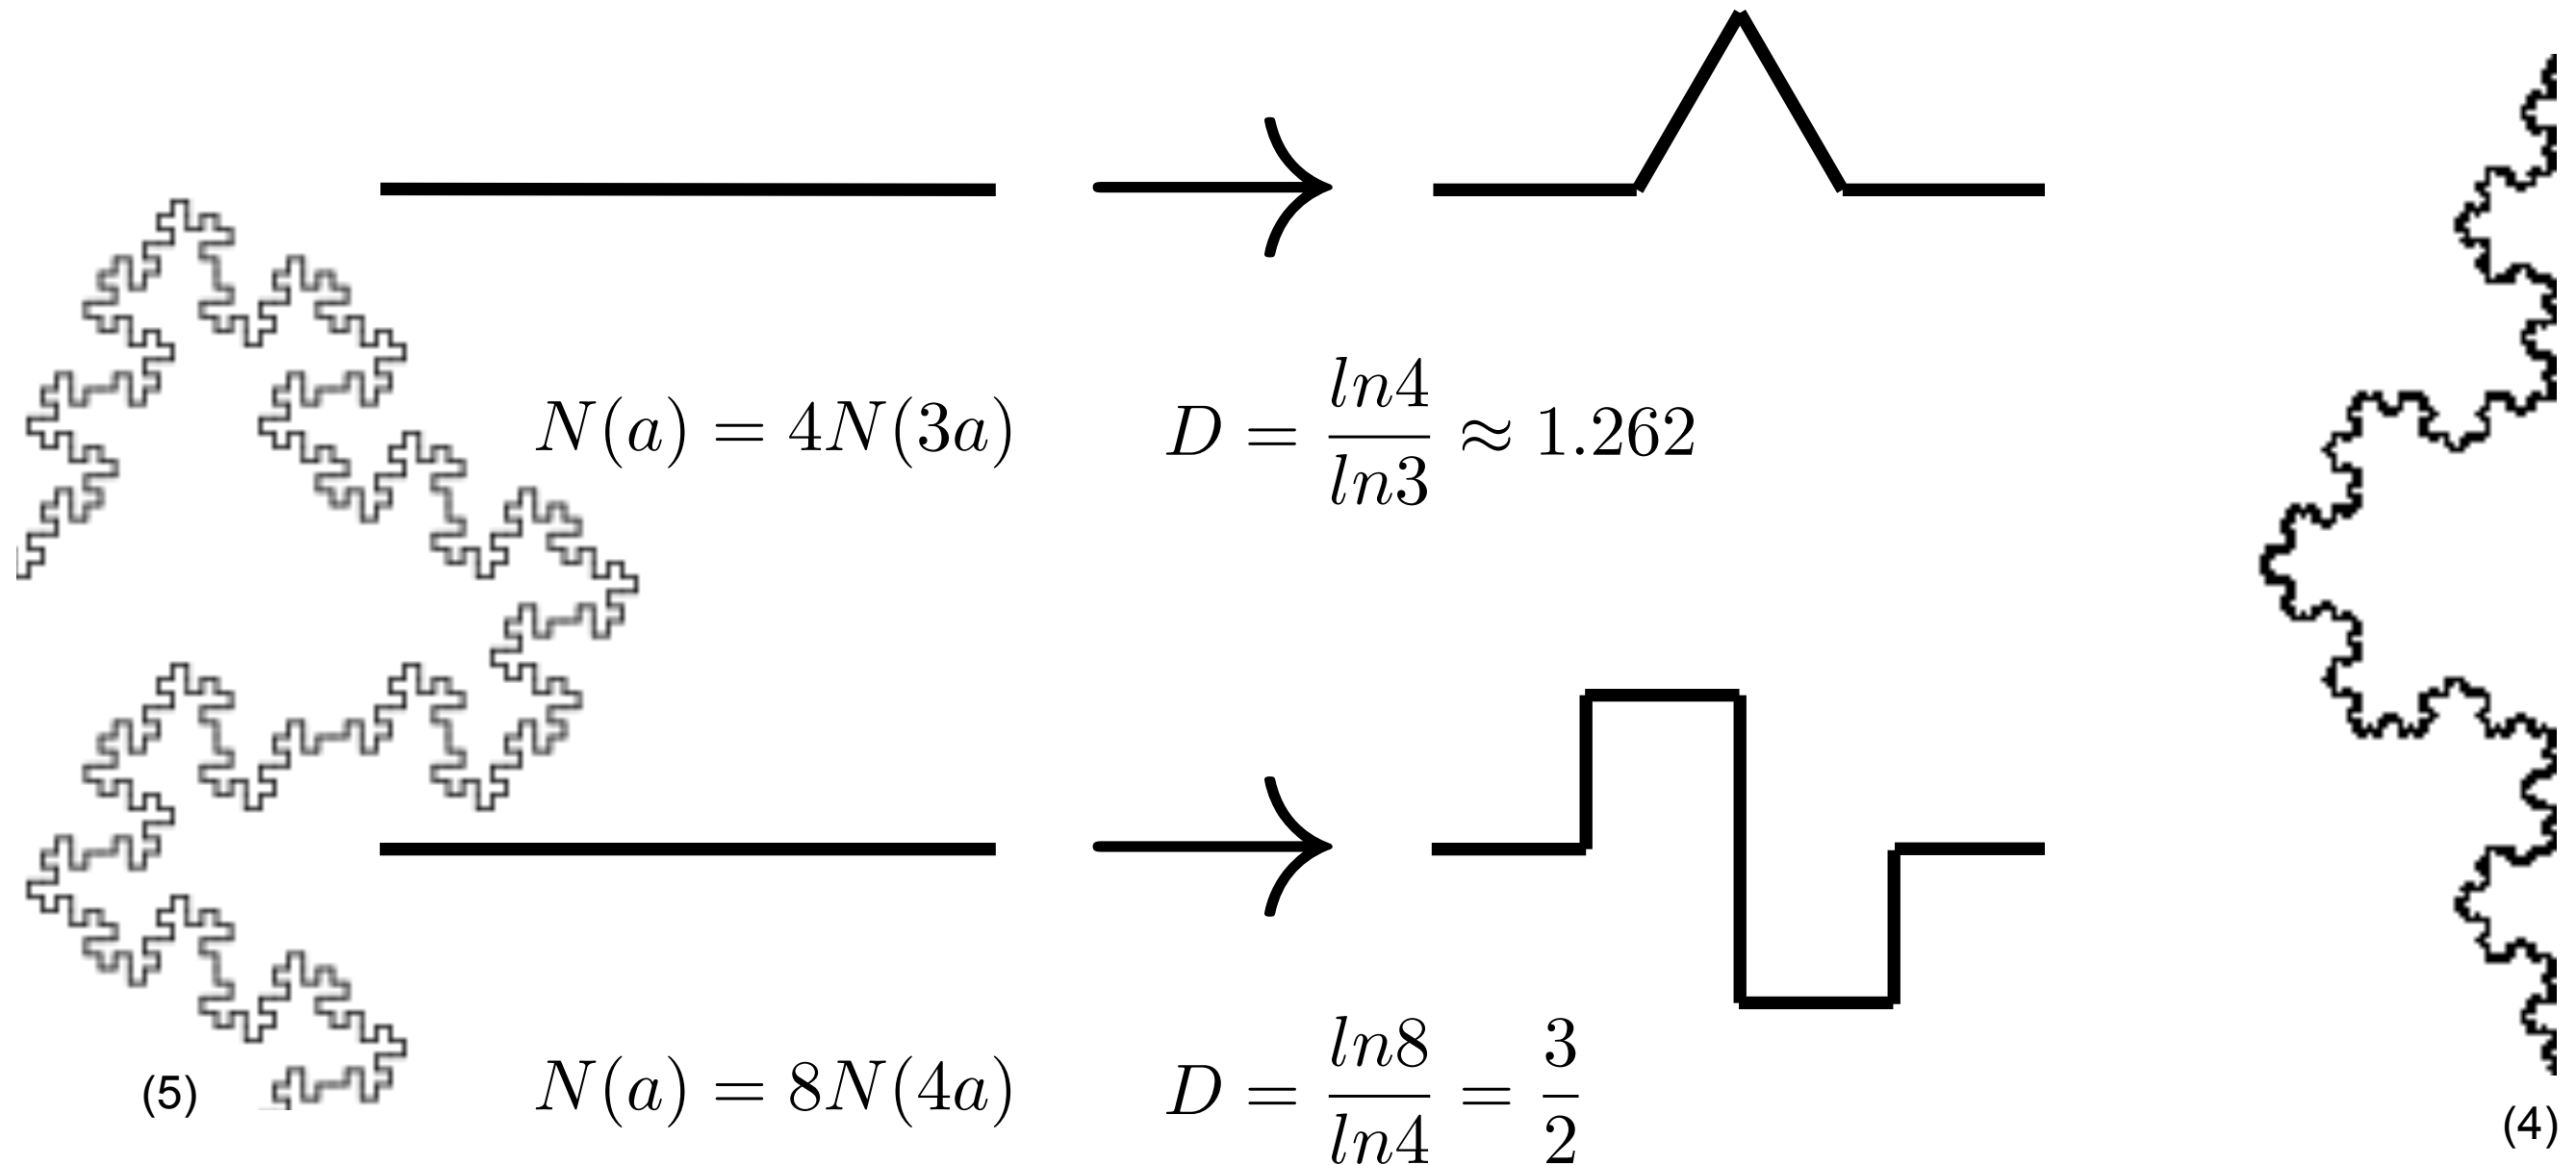 N(a) = 4N(3a)
D = ln4/ln3 ≈ 1.262
N(a) = 8N(4a)
D = ln8/ln4 = 3/2
(5)
(4)